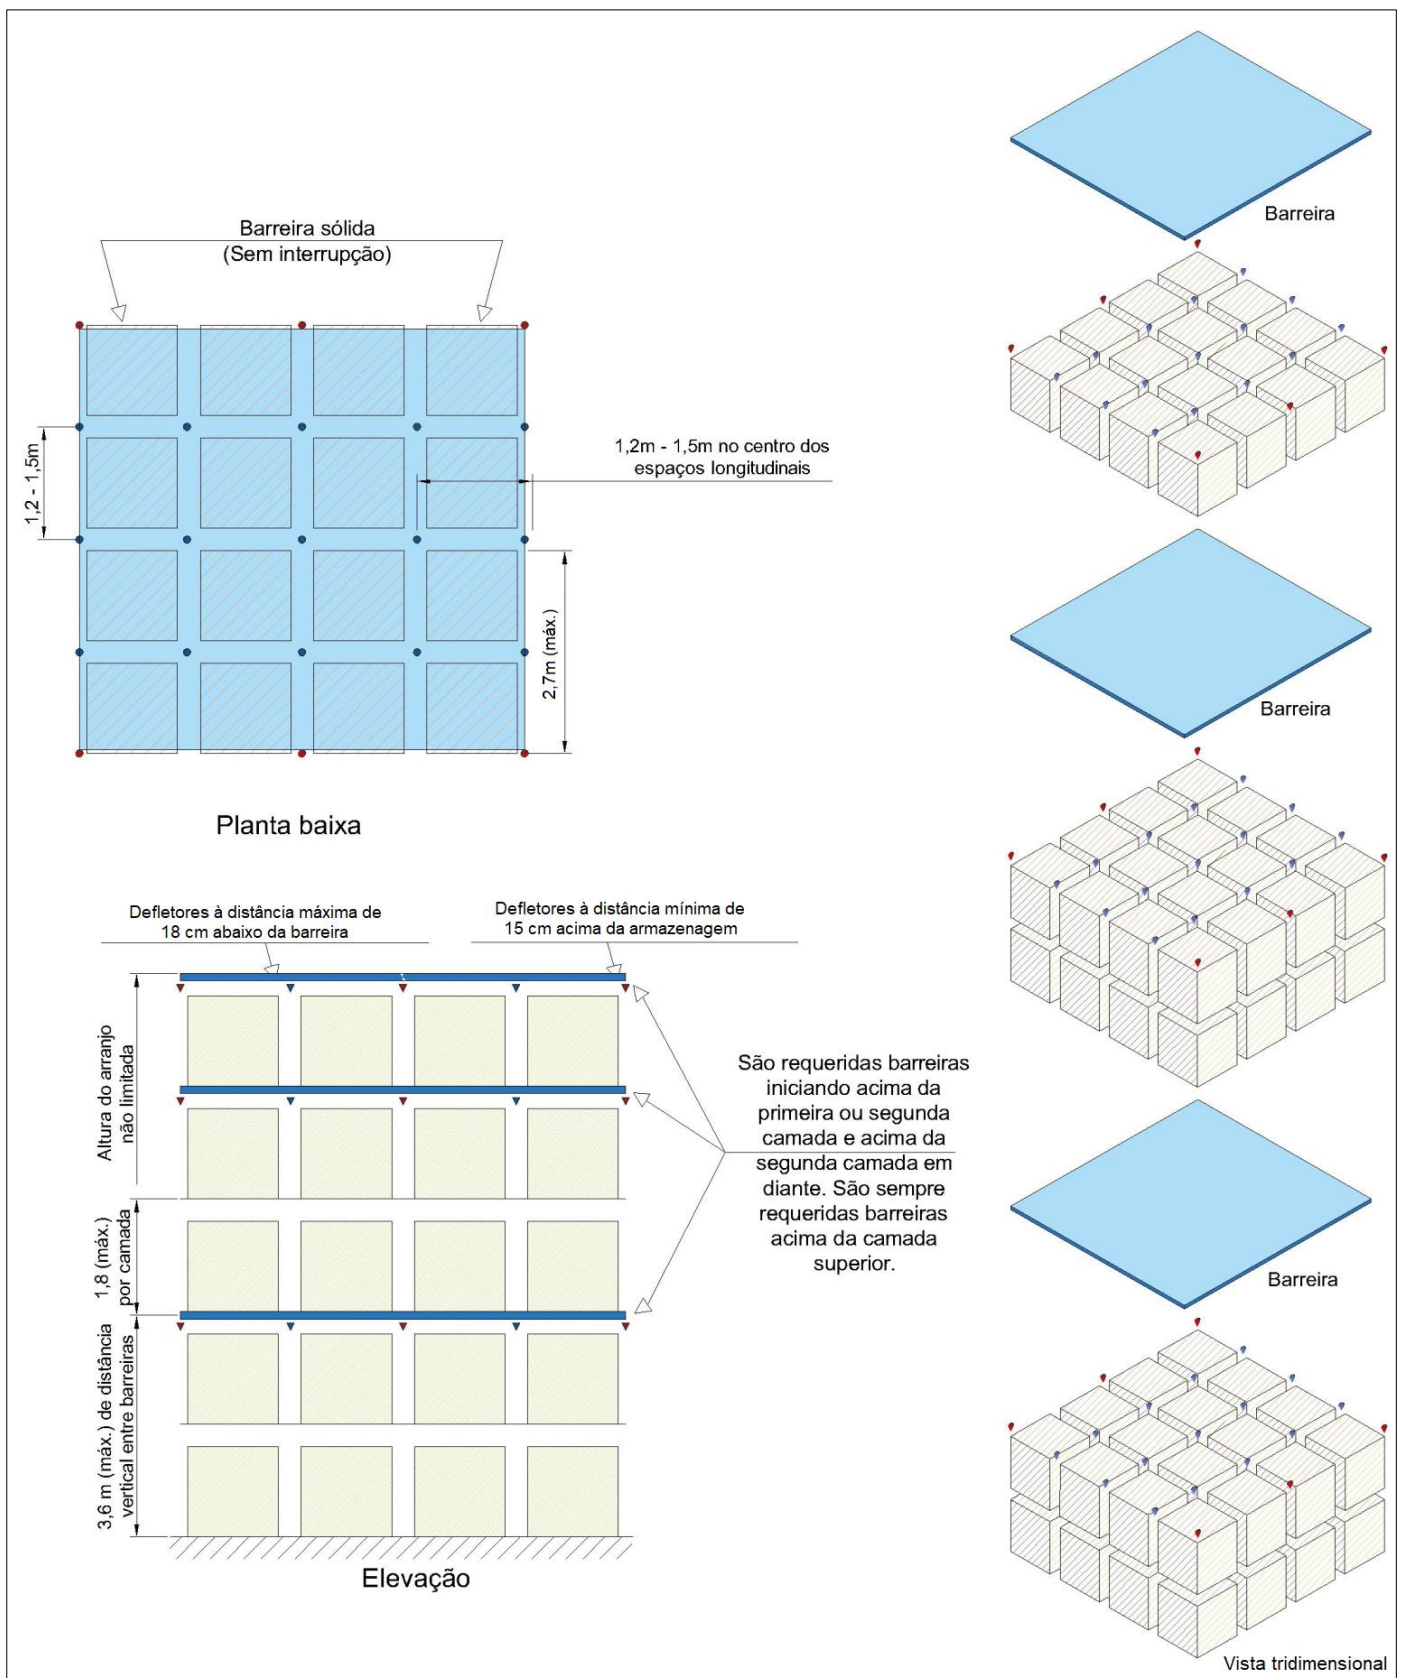 Barreira sólida
(Sem interrupção)
1,2 - 1,5m
1,2m - 1,5m no centro dos
espaços longitudinais
2,7m (máx.)
Planta baixa
Defletores à distância máxima de
18 cm abaixo da barreira
Defletores à distância mínima de
15 cm acima da armazenagem
Altura do arranjo
não limitada
1,8 (máx.)
por camada
3,6 m (máx.) de distância
vertical entre barreiras
São requeridas barreiras
iniciando acima da
primeira ou segunda
camada e acima da
segunda camada em
diante. São sempre
requeridas barreiras
acima da camada
superior.
Elevação
Barreira
Barreira
Barreira
Vista tridimensional